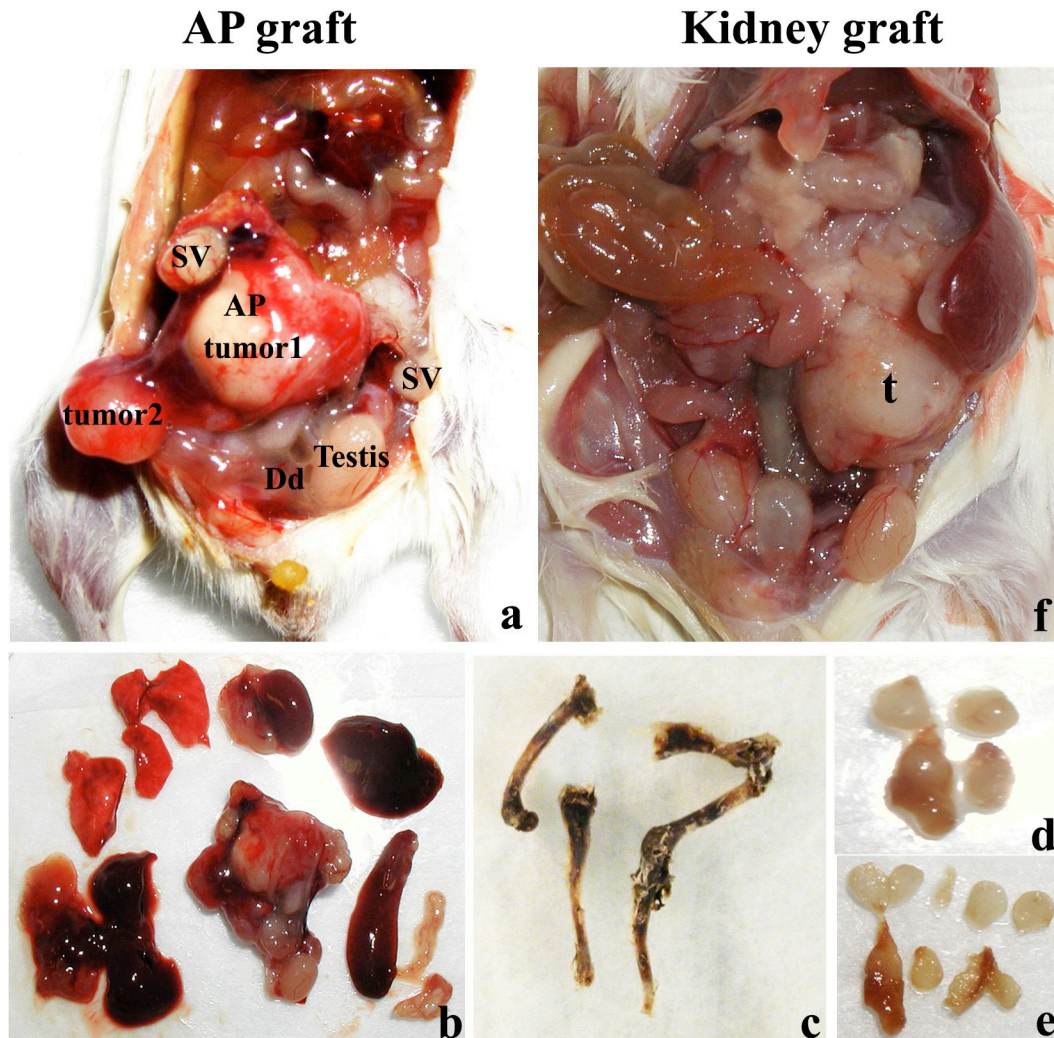 AP graft
Kidney graft
SV
AP
tumor1
SV
tumor2
Testis
Dd
a
t
f
b
c
d
e